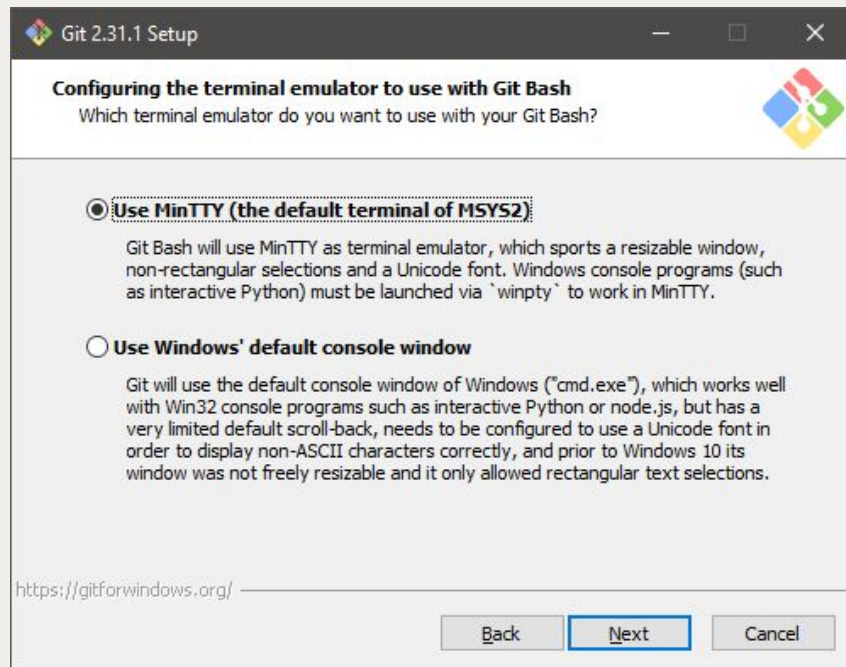 Git 2.31.1 Setup
Configuring the terminal emulator to use with Git Bash
Which terminal emulator do you want to use with your Git Bash?
Use MinTTY (the default terminal of MSYS2)
Git Bash will use MinTTY as terminal emulator, which sports a resizable window,
non-rectangular selections and a Unicode font. Windows console programs (such
as interactive Python) must be launched via `winpty` to work in MinTTY.
Use Windows' default console window
Git will use the default console window of Windows ("cmd.exe"), which works well
with Win32 console programs such as interactive Python or node.js, but has a
very limited default scroll-back, needs to be configured to use a Unicode font in
order to display non-ASCII characters correctly, and prior to Windows 10 its
window was not freely resizable and it only allowed rectangular text selections.
https://gitforwindows.org/
Back Next Cancel